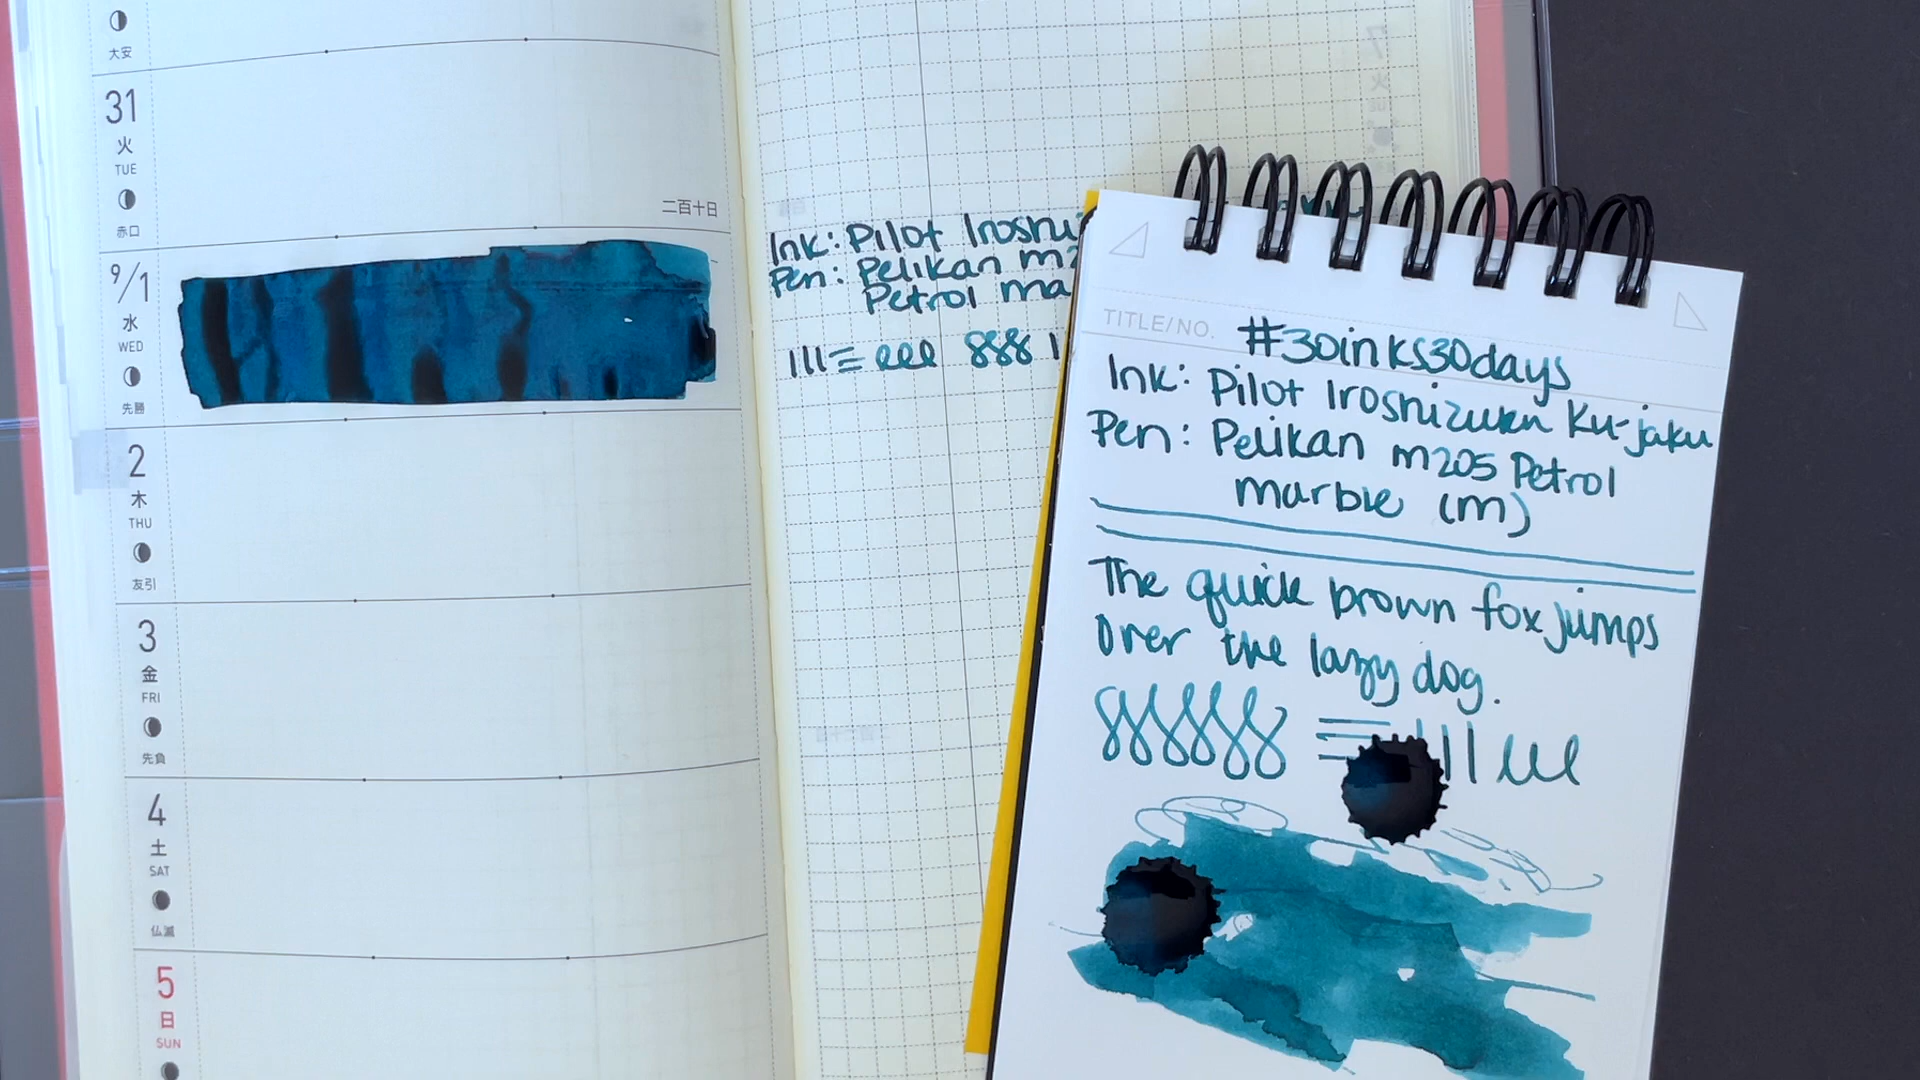 大安
31
火
TUE
赤口
二百十日
9/1
水
WED
先勝
2
木
THU
友引
3
金
FRI
先負
4
土
SAT
仏滅
5
日
SUN
7
火
TUE
Ink: Pilot Iroshi
Pen: Pelikan m2
Petrol ma
TITLE/NO. #30inks30days
Ink: Pilot Iroshizuku Ku-jaku
Pen: Pelikan m205 Petrol
marble (m)
The quick brown fox jumps
over the lazy dog.